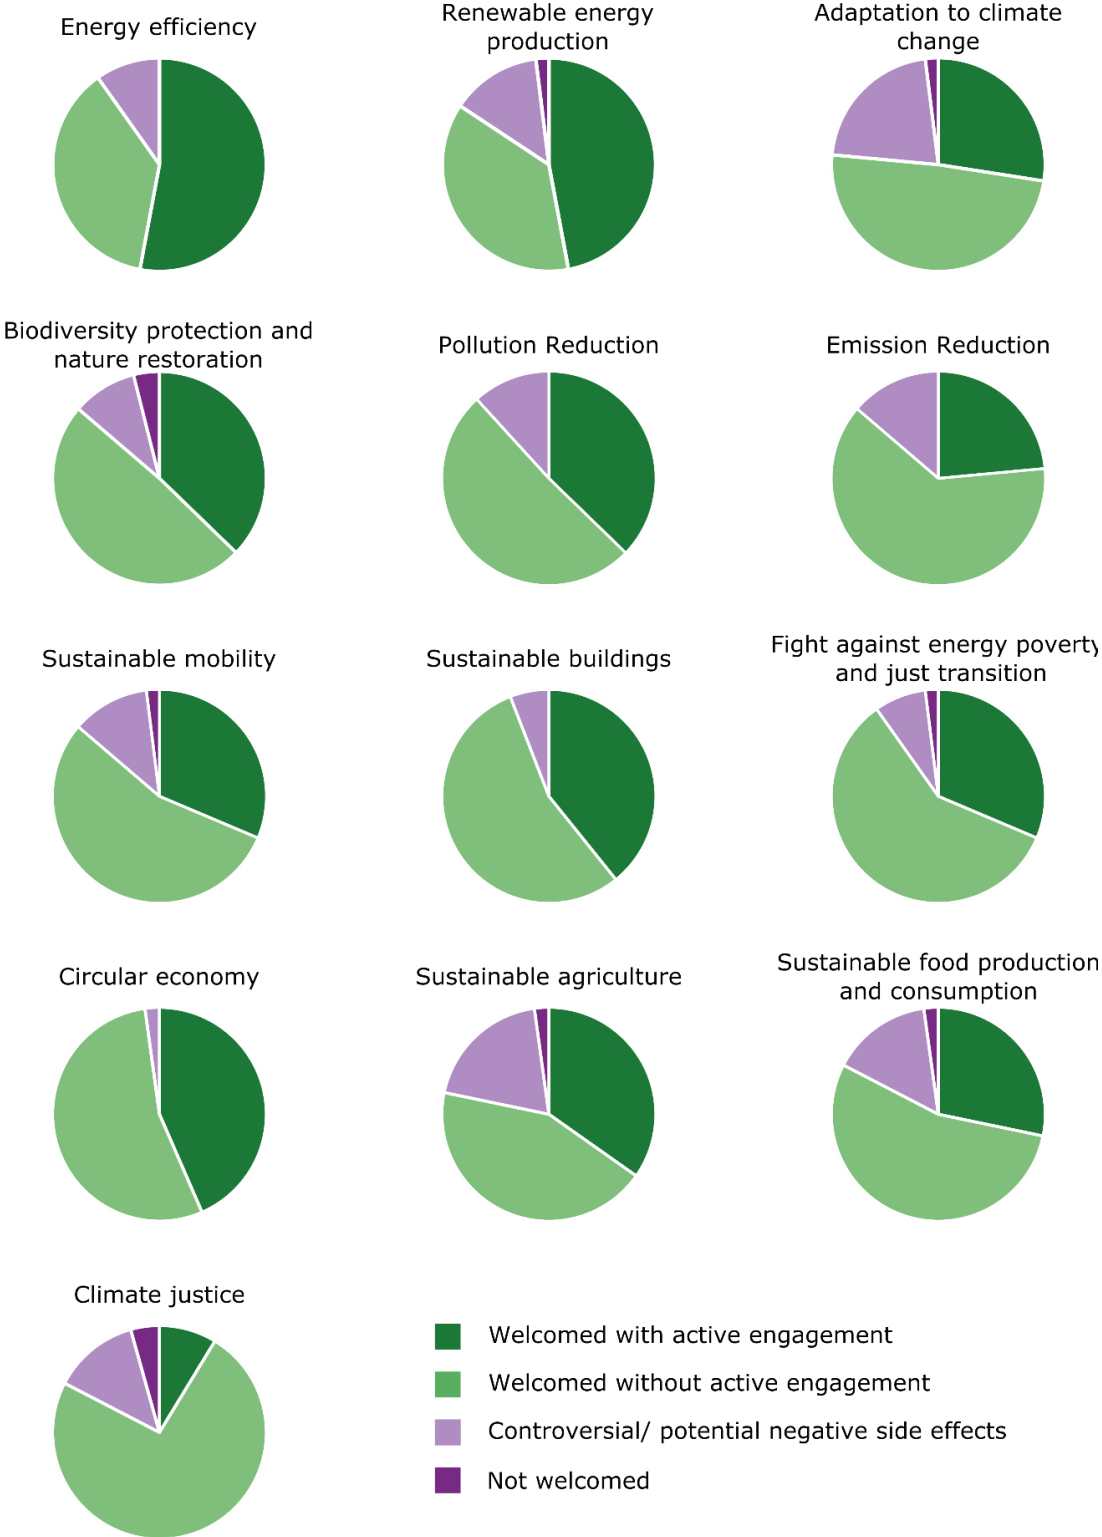 Energy efficiency
Renewable energy
production
Adaptation to climate
change
Biodiversity protection and
nature restoration
Pollution Reduction
Emission Reduction
Sustainable mobility
Sustainable buildings
Fight against energy poverty
and just transition
Circular economy
Sustainable agriculture
Sustainable food production
and consumption
Climate justice
Welcomed with active engagement
Welcomed without active engagement
Controversial/ potential negative side effects
Not welcomed